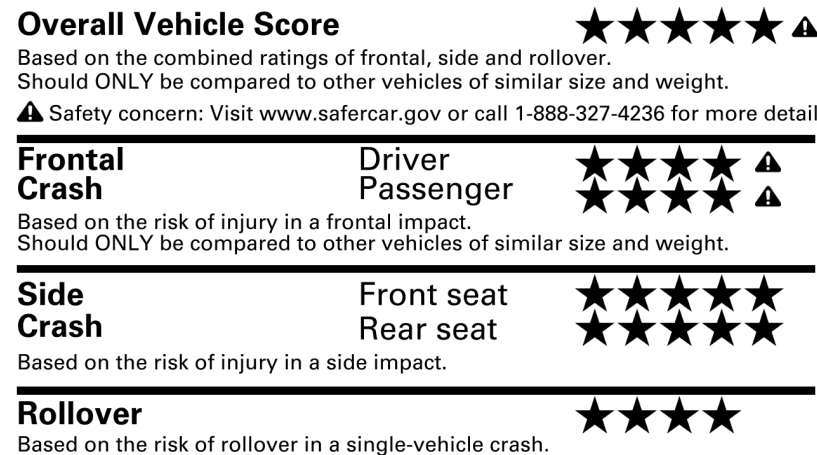 Overall Vehicle Score ★★★★★ ⚠
Based on the combined ratings of frontal, side and rollover.
Should ONLY be compared to other vehicles of similar size and weight.
⚠ Safety concern: Visit www.safercar.gov or call 1-888-327-4236 for more detail
Frontal Driver ★★★★ ⚠
Crash Passenger ★★★★ ⚠
Based on the risk of injury in a frontal impact.
Should ONLY be compared to other vehicles of similar size and weight.
Side Front seat ★★★★★
Crash Rear seat ★★★★★
Based on the risk of injury in a side impact.
Rollover ★★★★
Based on the risk of rollover in a single-vehicle crash.